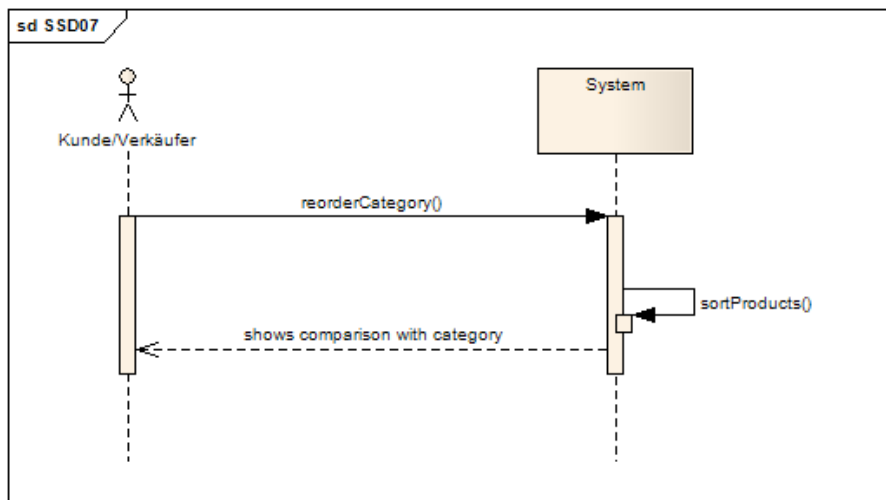 sd SSD07
System
Kunde/Verkäufer
reorderCategory()
sortProducts()
shows comparison with category